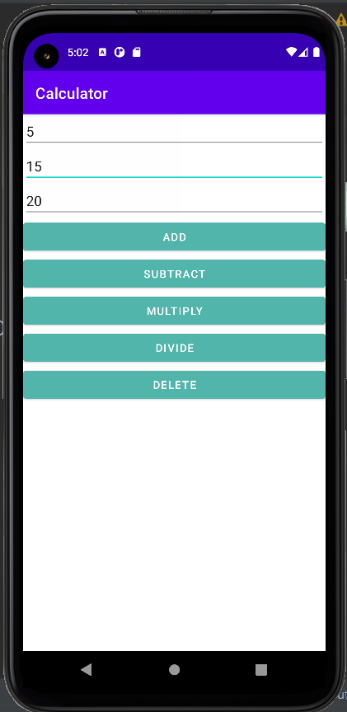 5:02
Calculator
5
15
20
ADD
SUBTRACT
MULTIPLY
DIVIDE
DELETE